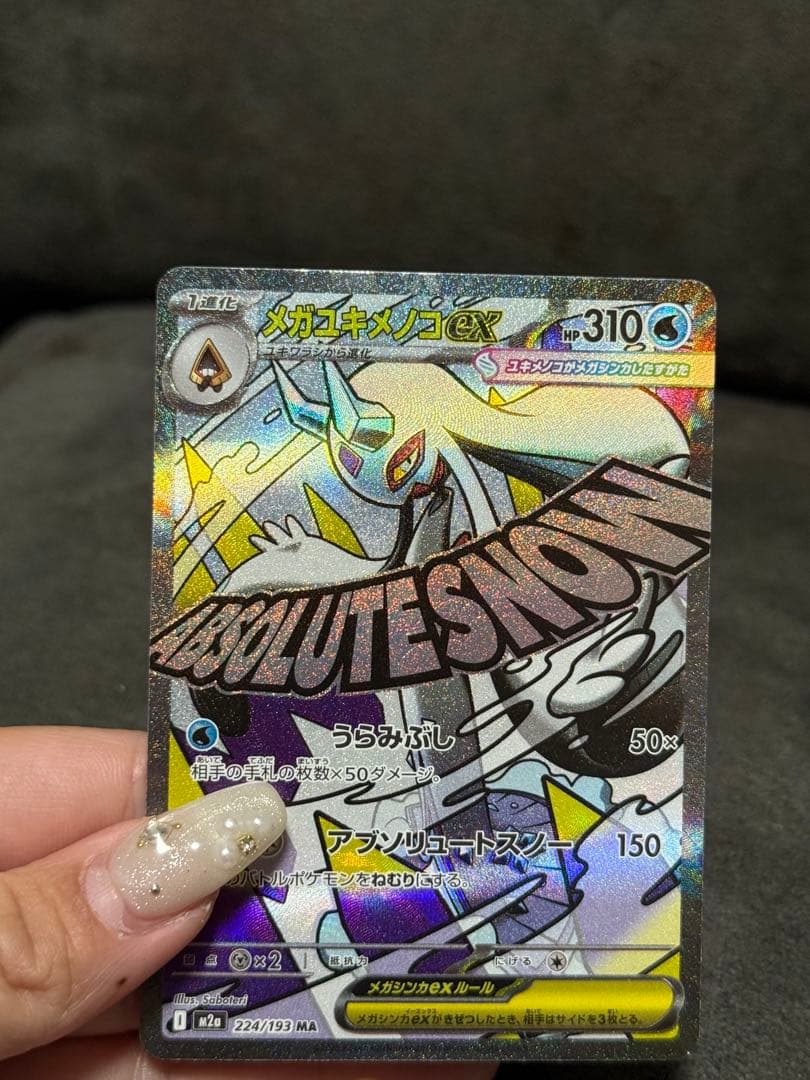 1進化
メガユキメノコex
HP 310
ユキワラシから進化
ユキメノコがメガシンカしたすがた
ABSOLUTE SNOW
うらみぶし 50×
相手の手札の枚数×50ダメージ。
アブソリュートスノー 150
バトルポケモンをねむりにする。
点 ×2 抵抗力 にげる
メガシンカexルール
メガシンカexがきぜつしたとき、相手はサイドを3枚とる。
Illus. Saboteri
I M2a 224/193 MA